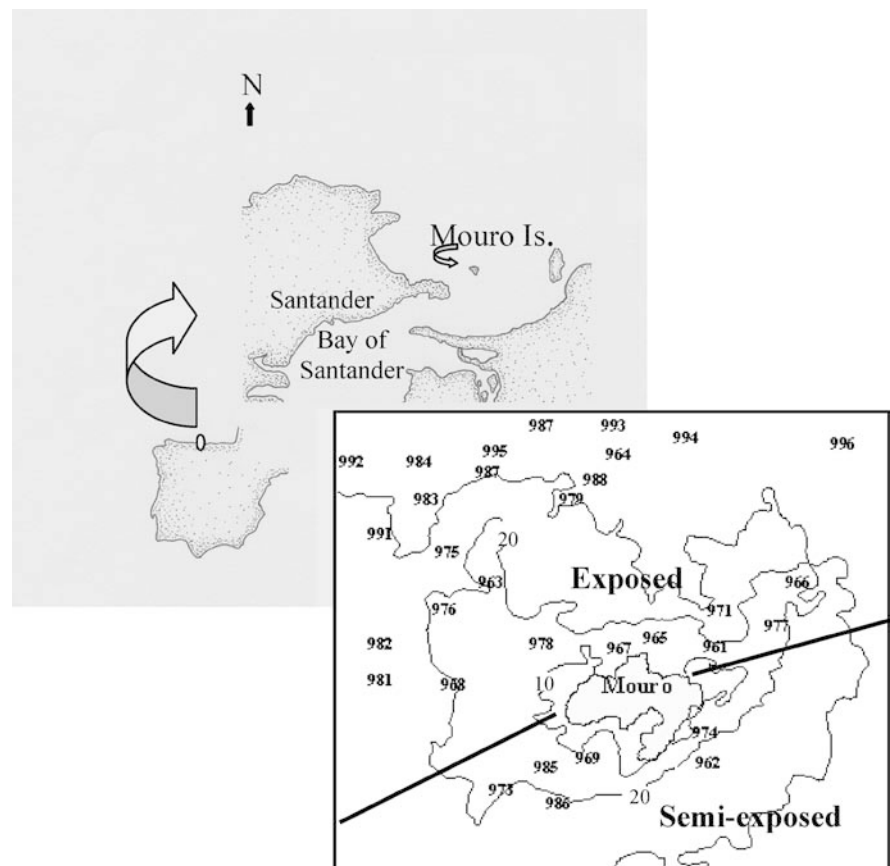 N
Mouro Is.
Santander
Bay of
Santander
0
987 993
994
996
992 984 995 964
987
988
983 979
991
975 20
Exposed
963 966
976 971
977
982 978 967 965 961
981 968 10 Mouro
974
985 969 962
973 986 20
Semi-exposed